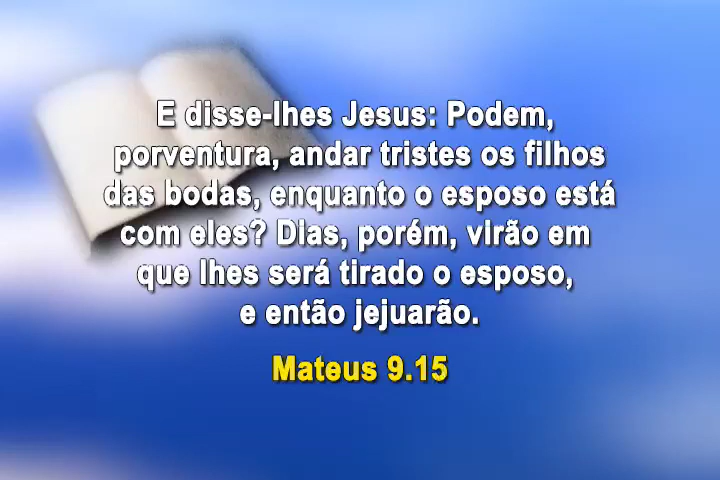 E disse-lhes Jesus: Podem,
porventura, andar tristes os filhos
das bodas, enquanto o esposo está
com eles? Dias, porém, virão em
que lhes será tirado o esposo,
e então jejuarão.
Mateus 9.15